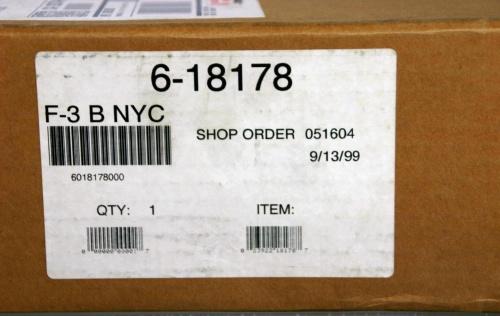 6-18178
F-3 B NYC
SHOP ORDER 051604
9/13/99
6018178000
QTY: 1
ITEM: